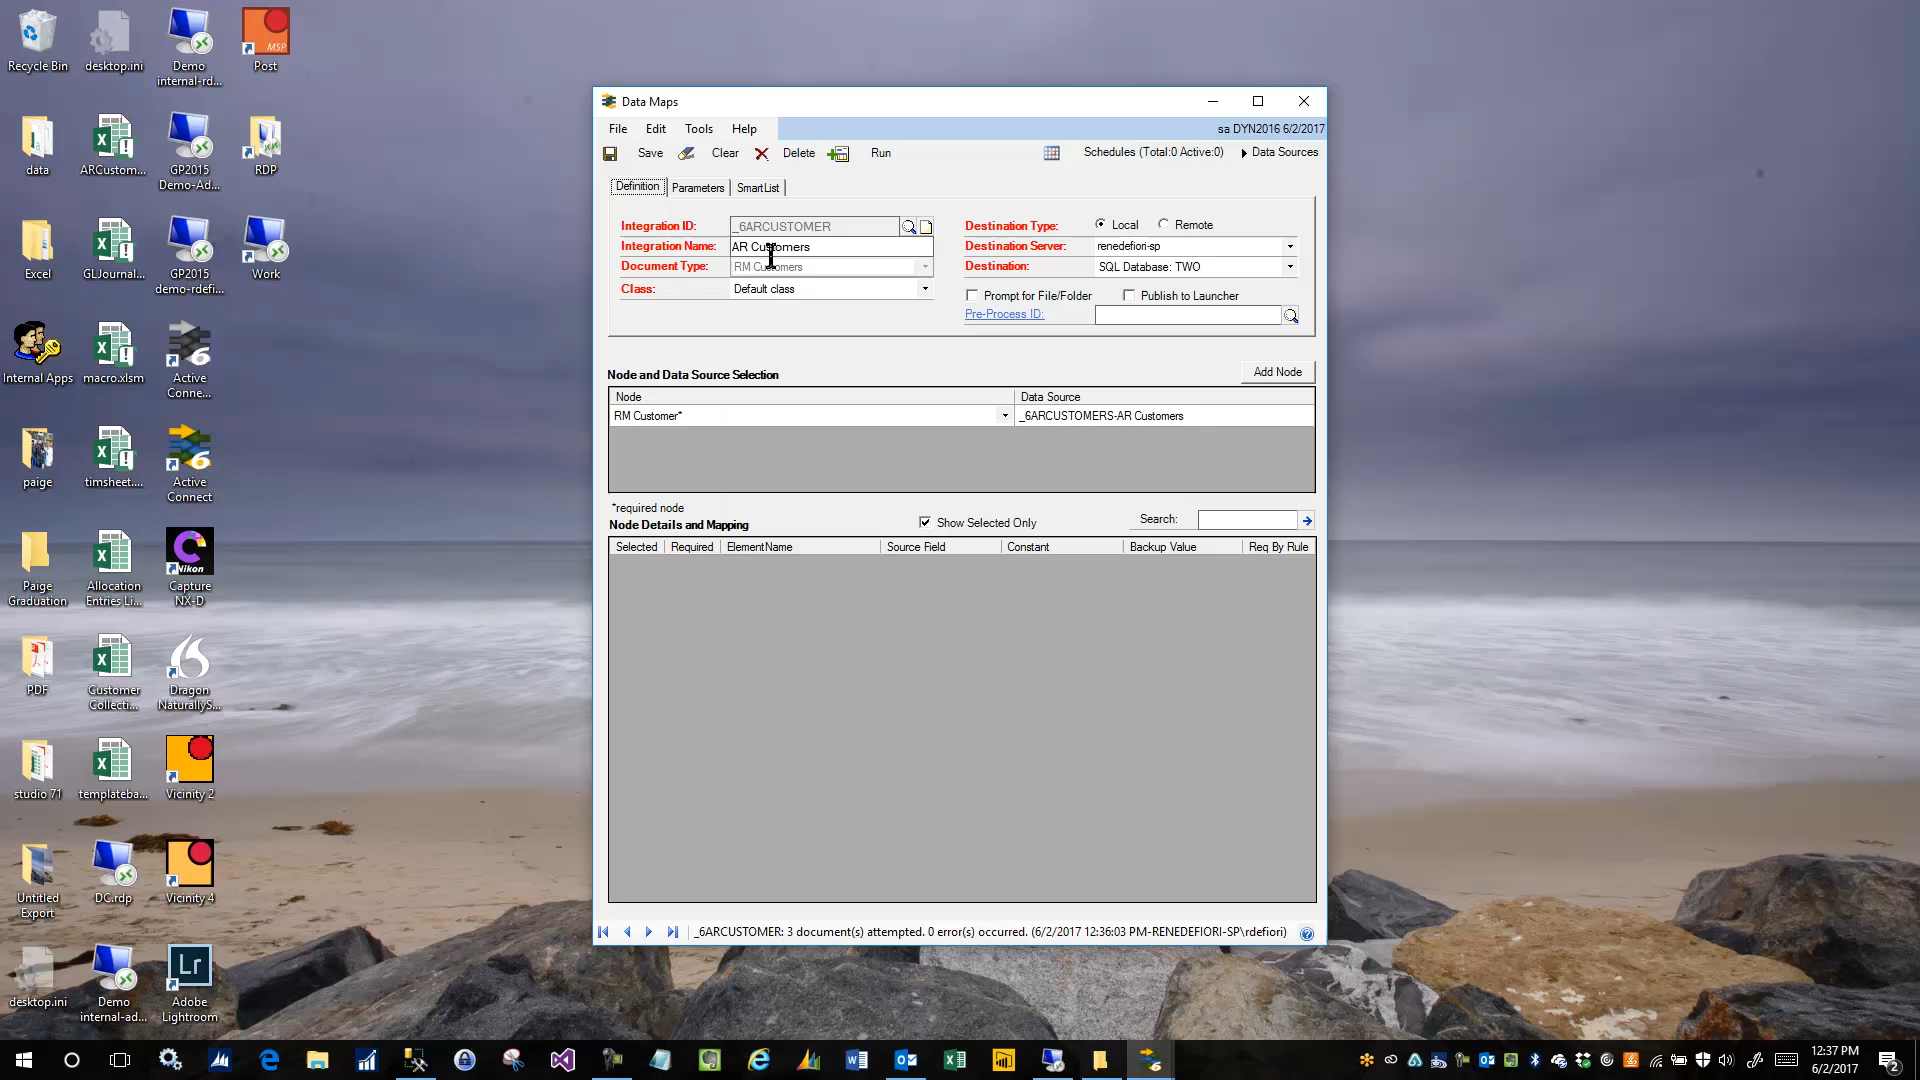 Recycle Bin
desktop.ini
Demo
internal-rd...
MSP
Post
data
ARCustom...
GP2015
Demo-Ad...
RDP
Excel
GLJournal...
GP2015
demo-rdefi...
Work
Internal Apps
macro.xlsm
6
Active
Conne...
paige
timsheet....
6
Active
Connect
Paige
Graduation
Allocation
Entries Li...
Nikon
Capture
NX-D
PDF
Customer
Collecti...
Dragon
NaturallyS...
studio 71
templateba...
Vicinity 2
Untitled
Export
DC.rdp
Vicinity 4
desktop.ini
Demo
internal-ad...
Lr
Adobe
Lightroom
Data Maps
File Edit Tools Help
sa DYN2016 6/2/2017
Save Clear Delete Run
Schedules (Total:0 Active:0) Data Sources
Definition Parameters SmartList
Integration ID: _6ARCUSTOMER
Integration Name: AR Customers
Document Type: RM Customers
Class: Default class
Destination Type: Local Remote
Destination Server: renedefiori-sp
Destination: SQL Database: TWO
Prompt for File/Folder Publish to Launcher
Pre-Process ID:
Node and Data Source Selection
Add Node
Node Data Source
RM Customer* _6ARCUSTOMERS-AR Customers
*required node
Node Details and Mapping
Show Selected Only
Search:
Selected Required ElementName Source Field Constant Backup Value Req By Rule
_6ARCUSTOMER: 3 document(s) attempted. 0 error(s) occurred. (6/2/2017 12:36:03 PM-RENEDEFIORI-SP\rdefiori)
12:37 PM
6/2/2017
2